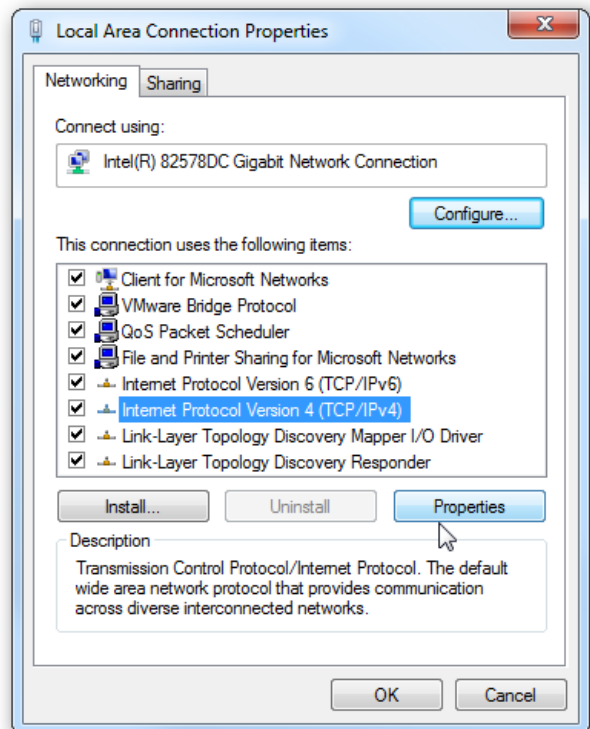 Local Area Connection Properties
Networking
Sharing
Connect using:
Intel(R) 82578DC Gigabit Network Connection
Configure...
This connection uses the following items:
Client for Microsoft Networks
VMware Bridge Protocol
QoS Packet Scheduler
File and Printer Sharing for Microsoft Networks
Internet Protocol Version 6 (TCP/IPv6)
Internet Protocol Version 4 (TCP/IPv4)
Link-Layer Topology Discovery Mapper I/O Driver
Link-Layer Topology Discovery Responder
Install...
Uninstall
Properties
Description
Transmission Control Protocol/Internet Protocol. The default
wide area network protocol that provides communication
across diverse interconnected networks.
OK
Cancel